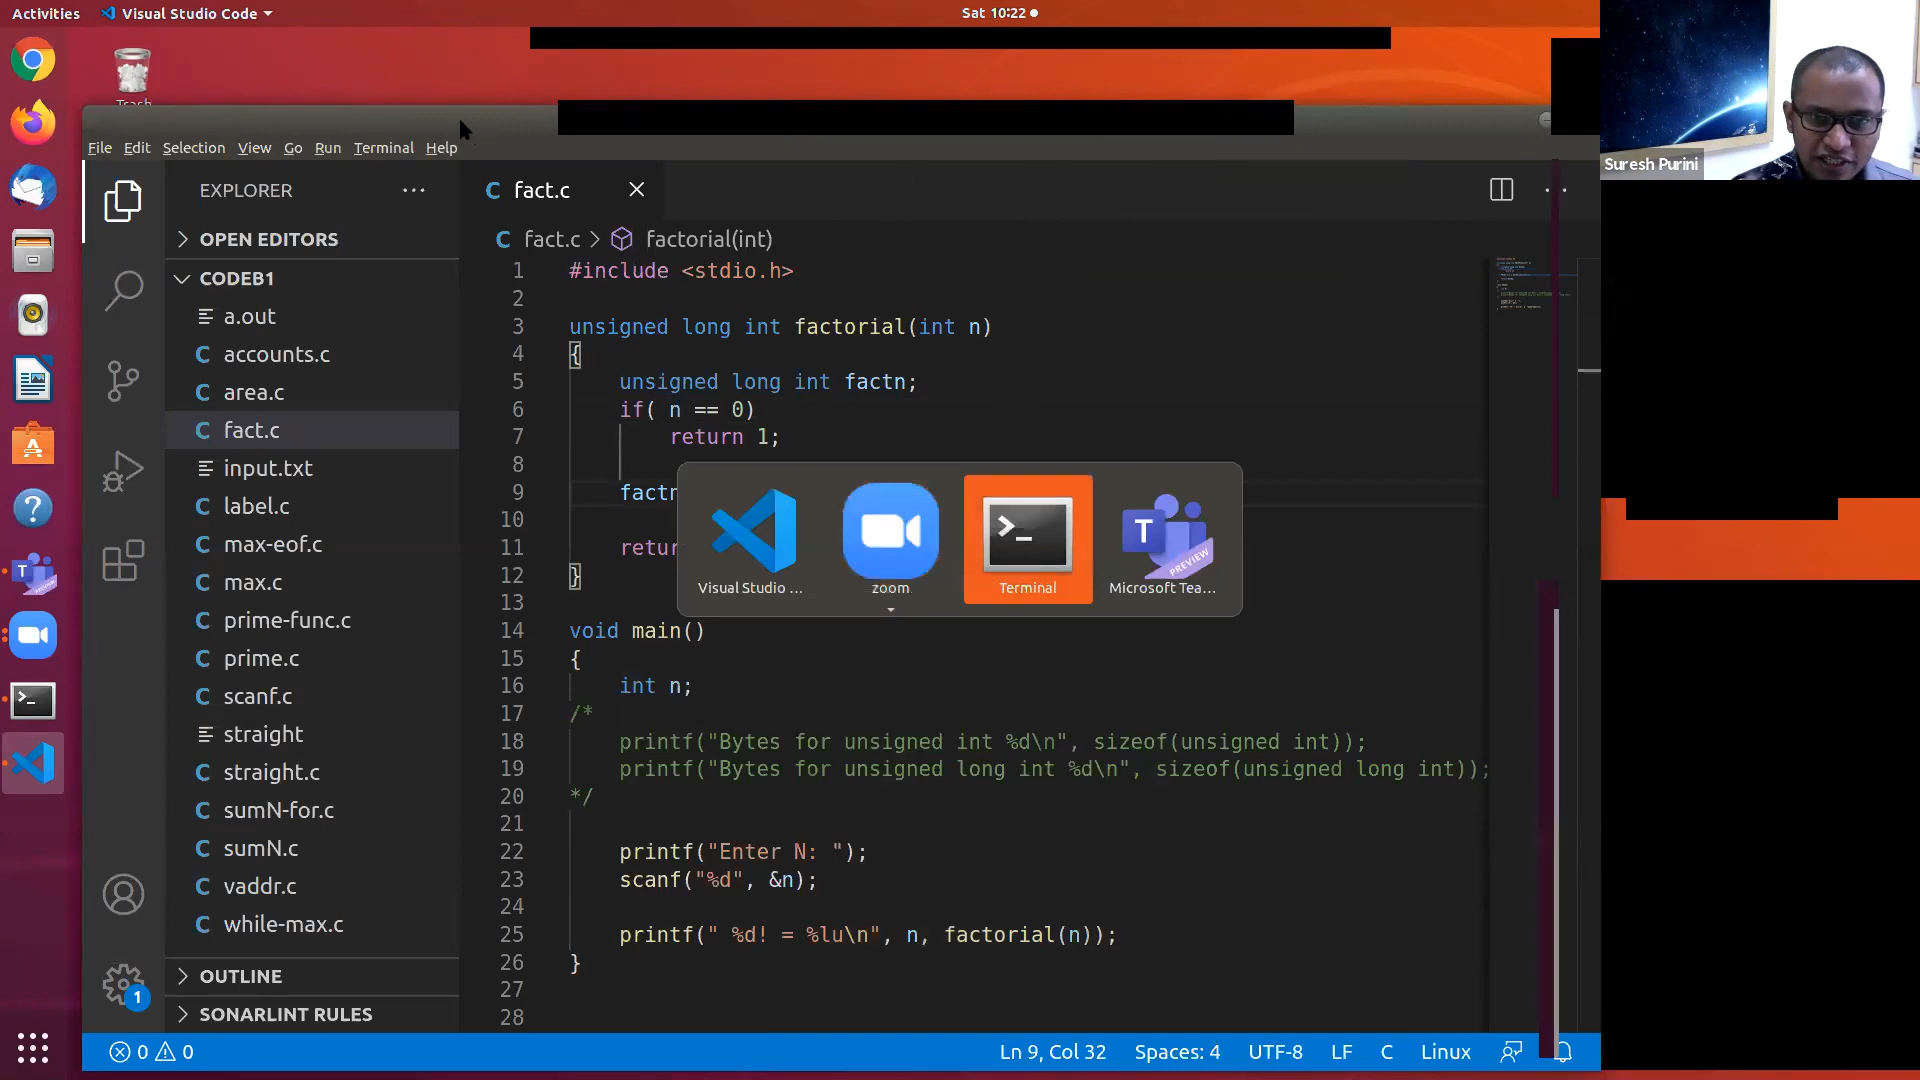 Activities
Visual Studio Code
Sat 10:22
Suresh Purini
File Edit Selection View Go Run Terminal Help
EXPLORER
OPEN EDITORS
CODEB1
a.out
accounts.c
area.c
fact.c
input.txt
label.c
max-eof.c
max.c
prime-func.c
prime.c
scanf.c
straight
straight.c
sumN-for.c
sumN.c
vaddr.c
while-max.c
OUTLINE
SONARLINT RULES
C fact.c
C fact.c > factorial(int)
1 #include <stdio.h>
2
3 unsigned long int factorial(int n)
4 {
5 unsigned long int factn;
6 if( n == 0)
7 return 1;
8
9 factn
10
11 retur
12 }
13
14 void main()
15 {
16 int n;
17 /*
18 printf("Bytes for unsigned int %d\n", sizeof(unsigned int));
19 printf("Bytes for unsigned long int %d\n", sizeof(unsigned long int));
20 */
21
22 printf("Enter N: ");
23 scanf("%d", &n);
24
25 printf(" %d! = %lu\n", n, factorial(n));
26 }
27
28
Visual Studio ...
zoom
Terminal
Microsoft Tea...
T
PREVIEW
1
0 0
Ln 9, Col 32 Spaces: 4 UTF-8 LF C Linux